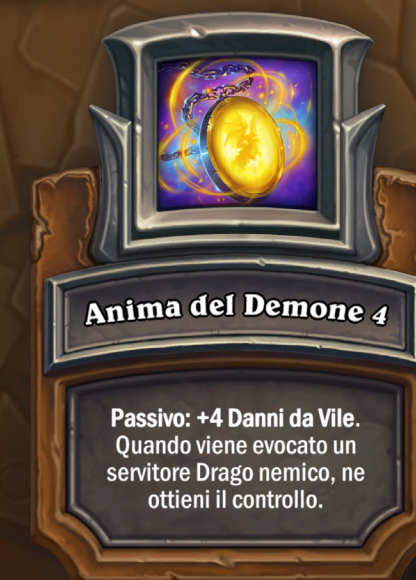 Anima del Demone 4
Passivo: +4 Danni da Vile.
Quando viene evocato un
servitore Drago nemico, ne
ottieni il controllo.